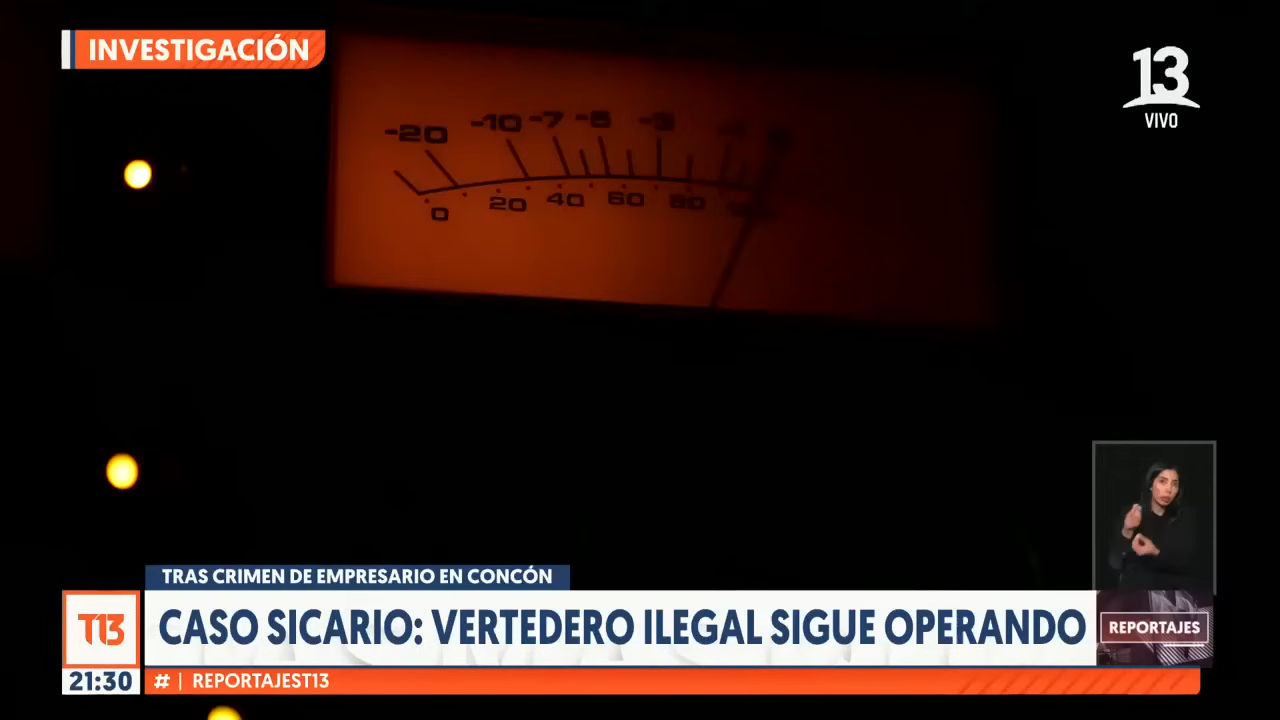 INVESTIGACIÓN
13
VIVO
-20 -10 -7 -5 -3
0 20 40 60 80
TRAS CRIMEN DE EMPRESARIO EN CONCÓN
T13
CASO SICARIO: VERTEDERO ILEGAL SIGUE OPERANDO
REPORTAJES
21:30
# | REPORTAJEST13